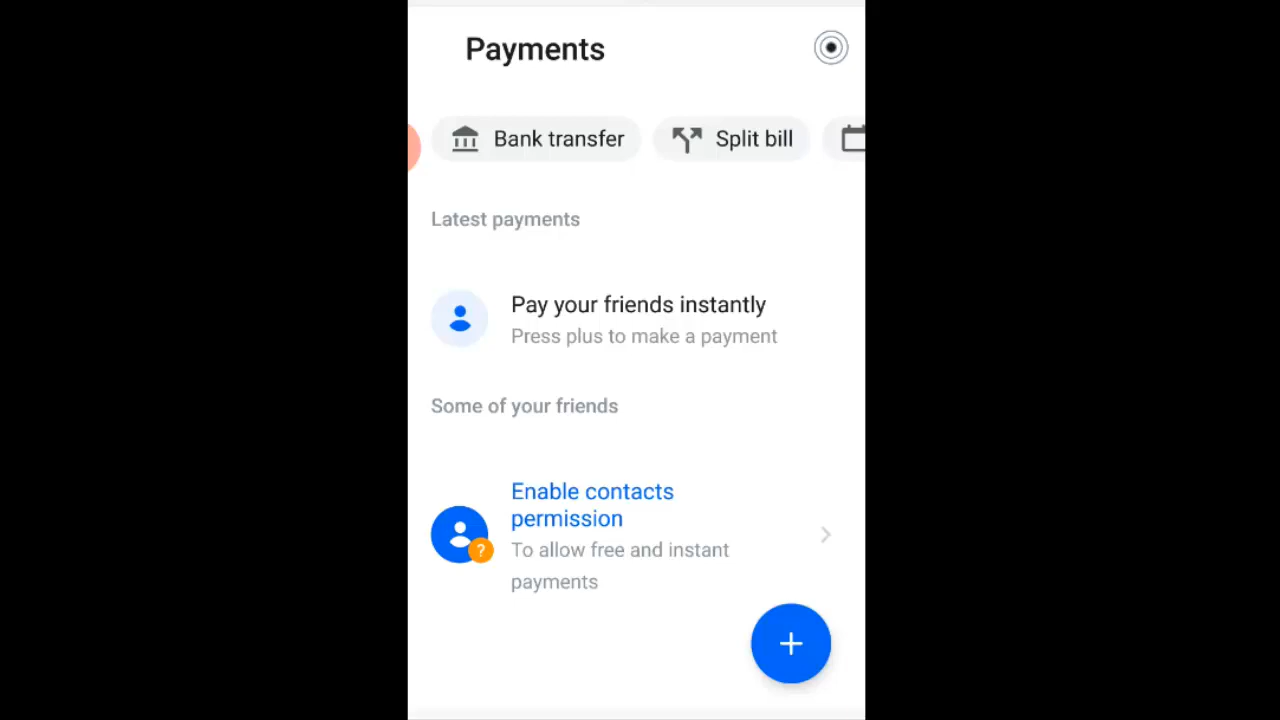 Payments
Bank transfer
Split bill
Latest payments
Pay your friends instantly
Press plus to make a payment
Some of your friends
Enable contacts
permission
?
To allow free and instant
payments
+